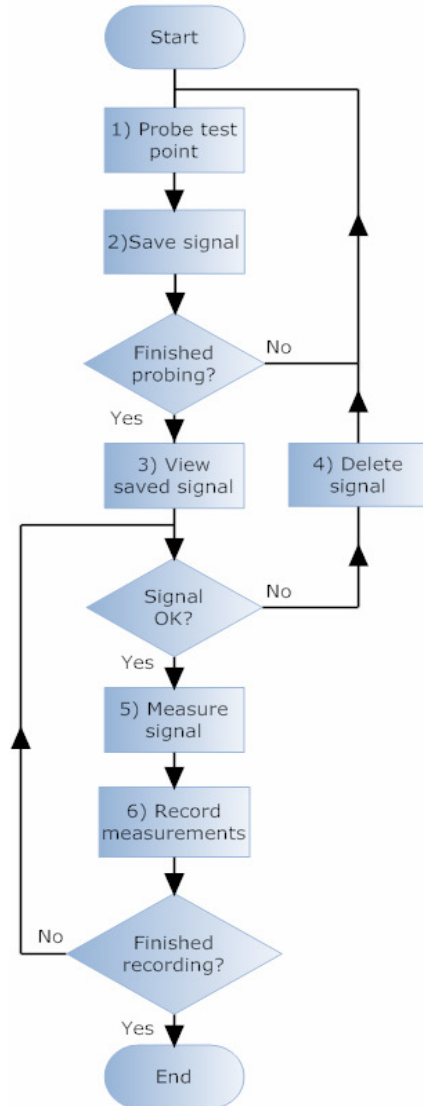 Start
1) Probe test
point
2)Save signal
Finished
probing?
No
Yes
3) View
saved signal
4) Delete
signal
Signal
OK?
No
Yes
5) Measure
signal
6) Record
measurements
Finished
recording?
No
Yes
End